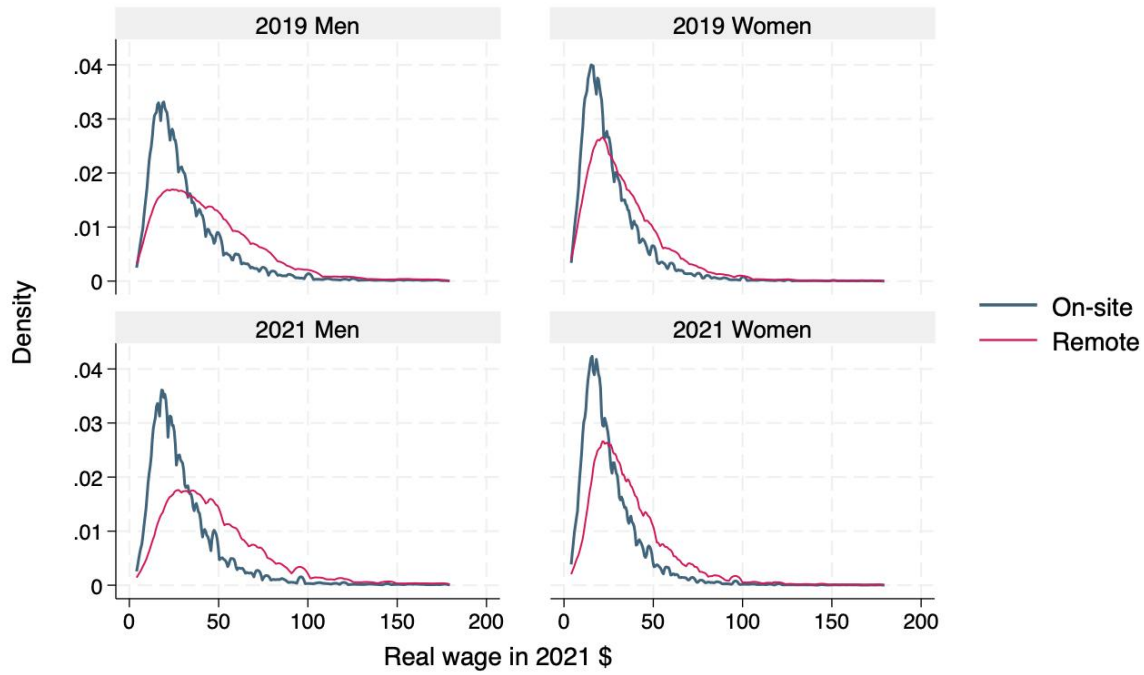 2019 Men
2019 Women
.04
.03
.02
.01
0
2021 Men
2021 Women
.04
.03
.02
.01
0
0 50 100 150 200
0 50 100 150 200
Density
Real wage in 2021 $
On-site
Remote